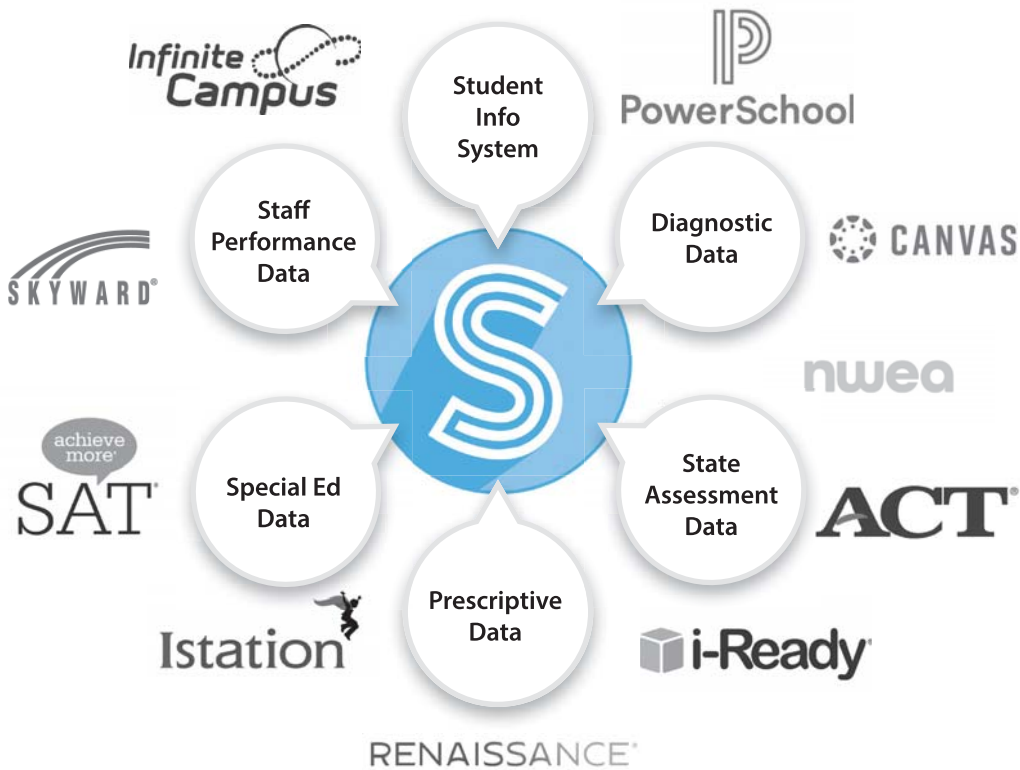 Infinite
Campus
Student
Info
System
P
PowerSchool
Staff
Performance
Data
Diagnostic
Data
SKYWARD®
CANVAS
S
nwea
achieve
more®
SAT®
Special Ed
Data
State
Assessment
Data
ACT®
Prescriptive
Data
Istation
i-Ready®
RENAISSANCE®